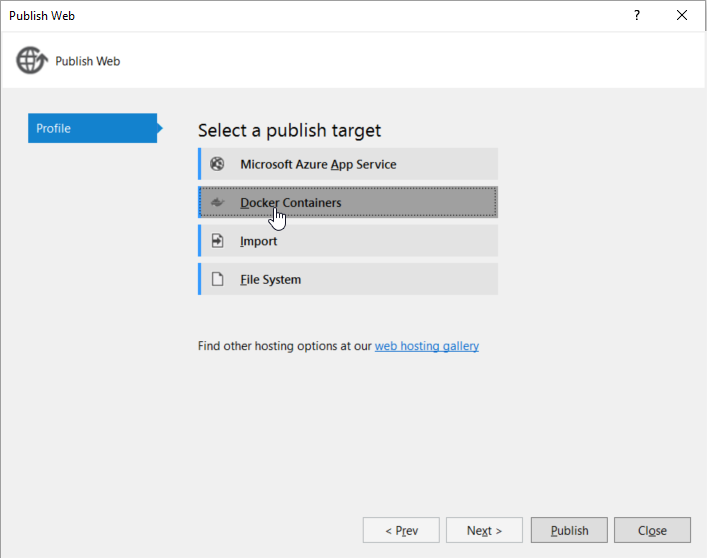 Publish Web
?
Publish Web
Profile
Select a publish target
Microsoft Azure App Service
Docker Containers
Import
File System
Find other hosting options at our web hosting gallery
< Prev
Next >
Publish
Close